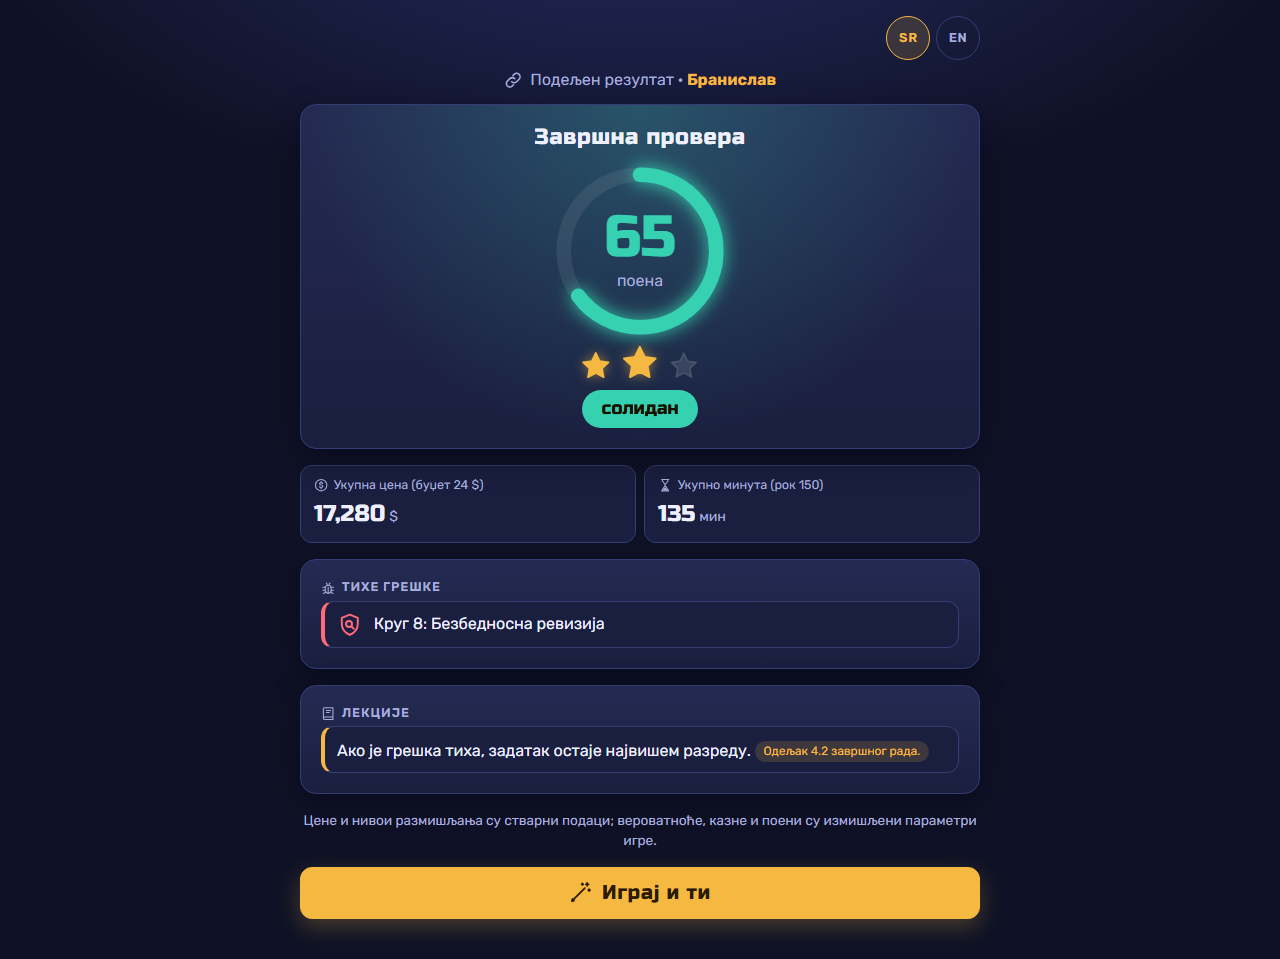 SR EN
Подељен резултат • Бранислав
Завршна провера
65
поена
солидан
Укупна цена (буџет 24 $)
17,280 $
Укупно минута (рок 150)
135 мин
ТИХЕ ГРЕШКЕ
Круг 8: Безбедносна ревизија
ЛЕКЦИЈЕ
Ако је грешка тиха, задатак остаје највишем разреду. Одељак 4.2 завршног рада.
Цене и нивои размишљања су стварни подаци; вероватноће, казне и поени су измишљени параметри
игре.
Играј и ти